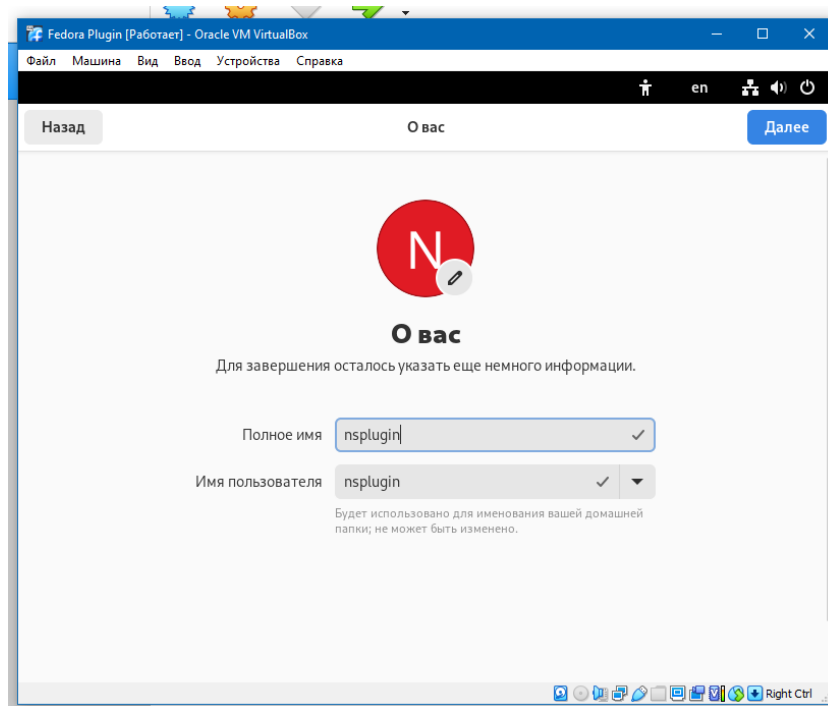 Fedora Plugin [Работает] - Oracle VM VirtualBox
Файл Машина Вид Ввод Устройства Справка
en
Назад О вас Далее
N
О вас
Для завершения осталось указать еще немного информации.
Полное имя nsplugin
Имя пользователя nsplugin
Будет использовано для именования вашей домашней
папки; не может быть изменено.
Right Ctrl